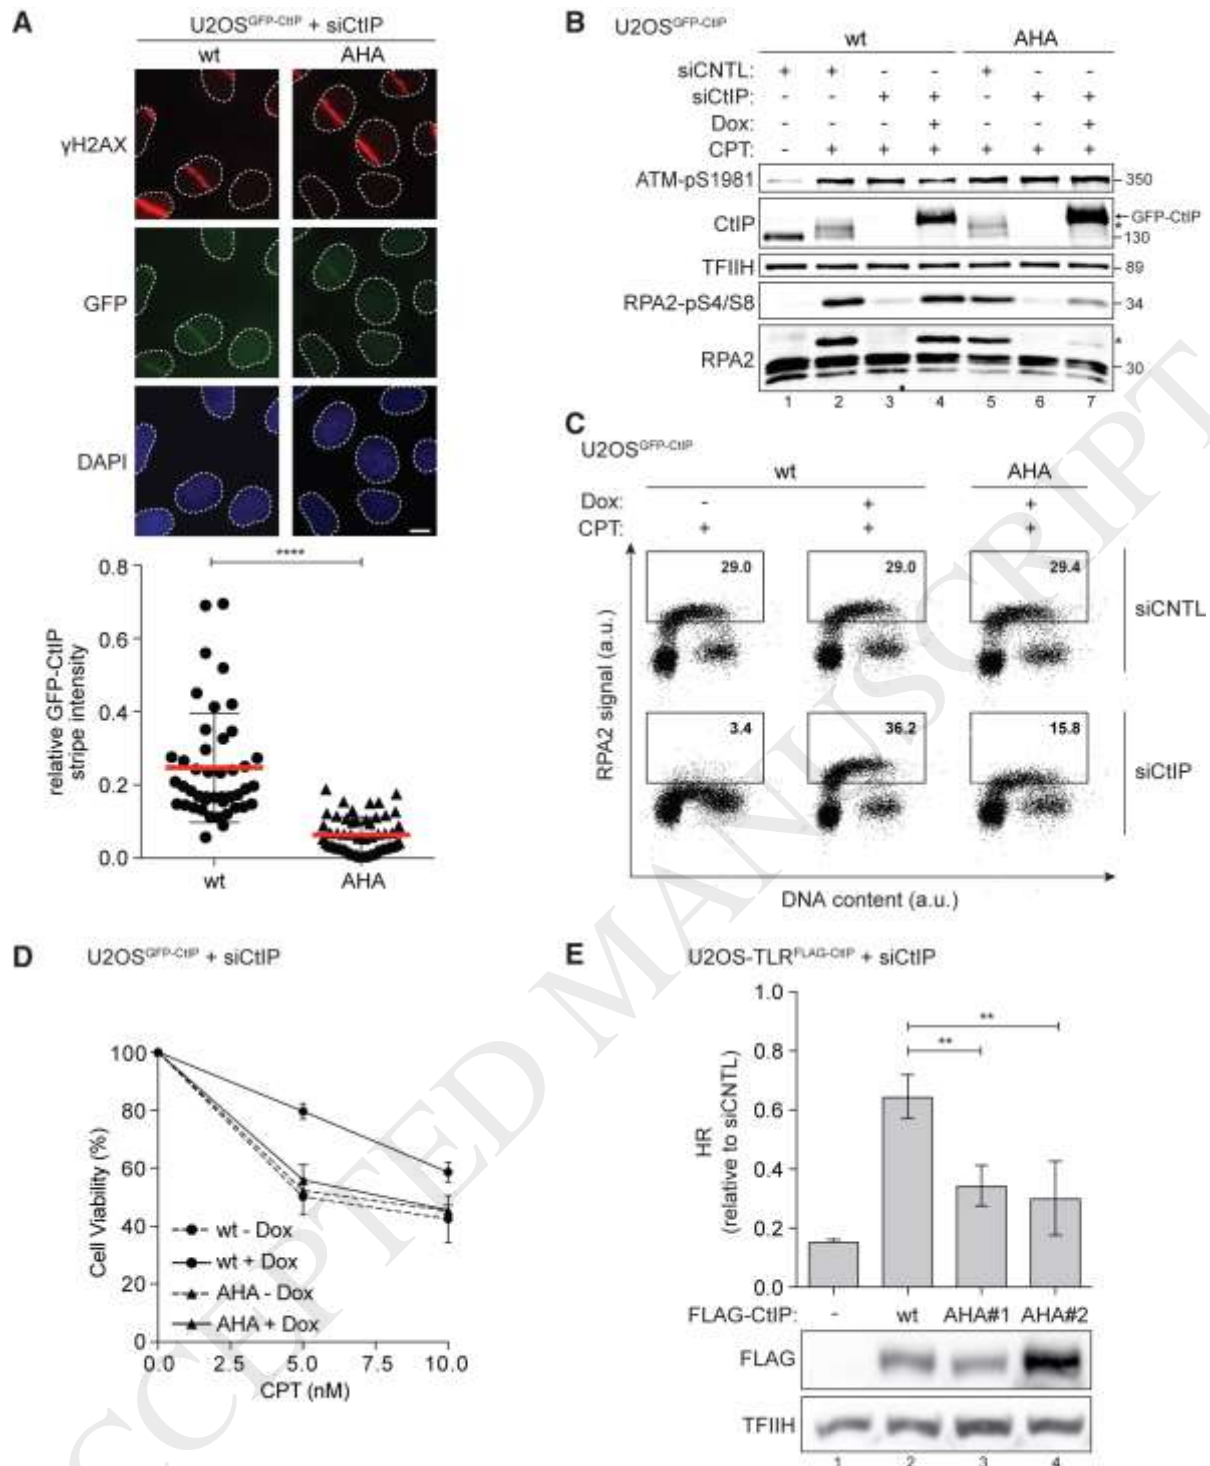 A
U2OS^GFP-CtIP + siCtIP
wt AHA
γH2AX
GFP
DAPI
****
relative GFP-CtIP
stripe intensity
0.8
0.6
0.4
0.2
0.0
wt AHA
B
U2OS^GFP-CtIP
wt AHA
siCNTL: + + - - + - -
siCtIP: - - + + - + +
Dox: - - - + - - +
CPT: - + + + + + +
ATM-pS1981 350
CtIP GFP-CtIP
*
130
TFIIH 89
RPA2-pS4/S8 34
RPA2 *
30
1 2 3 4 5 6 7
C
U2OS^GFP-CtIP
wt AHA
Dox: - + +
CPT: + + +
29.0 29.0 29.4
siCNTL
3.4 36.2 15.8
siCtIP
RPA2 signal (a.u.)
DNA content (a.u.)
D
U2OS^GFP-CtIP + siCtIP
Cell Viability (%)
100
80
60
40
20
0
wt - Dox
wt + Dox
AHA - Dox
AHA + Dox
0.0 2.5 5.0 7.5 10.0
CPT (nM)
E
U2OS-TLR^FLAG-CtIP + siCtIP
HR
(relative to siCNTL)
1.0
0.8
0.6
0.4
0.2
0.0
**
**
FLAG-CtIP: - wt AHA#1 AHA#2
FLAG
TFIIH
1 2 3 4
CCEPTED MANUSCRIPT